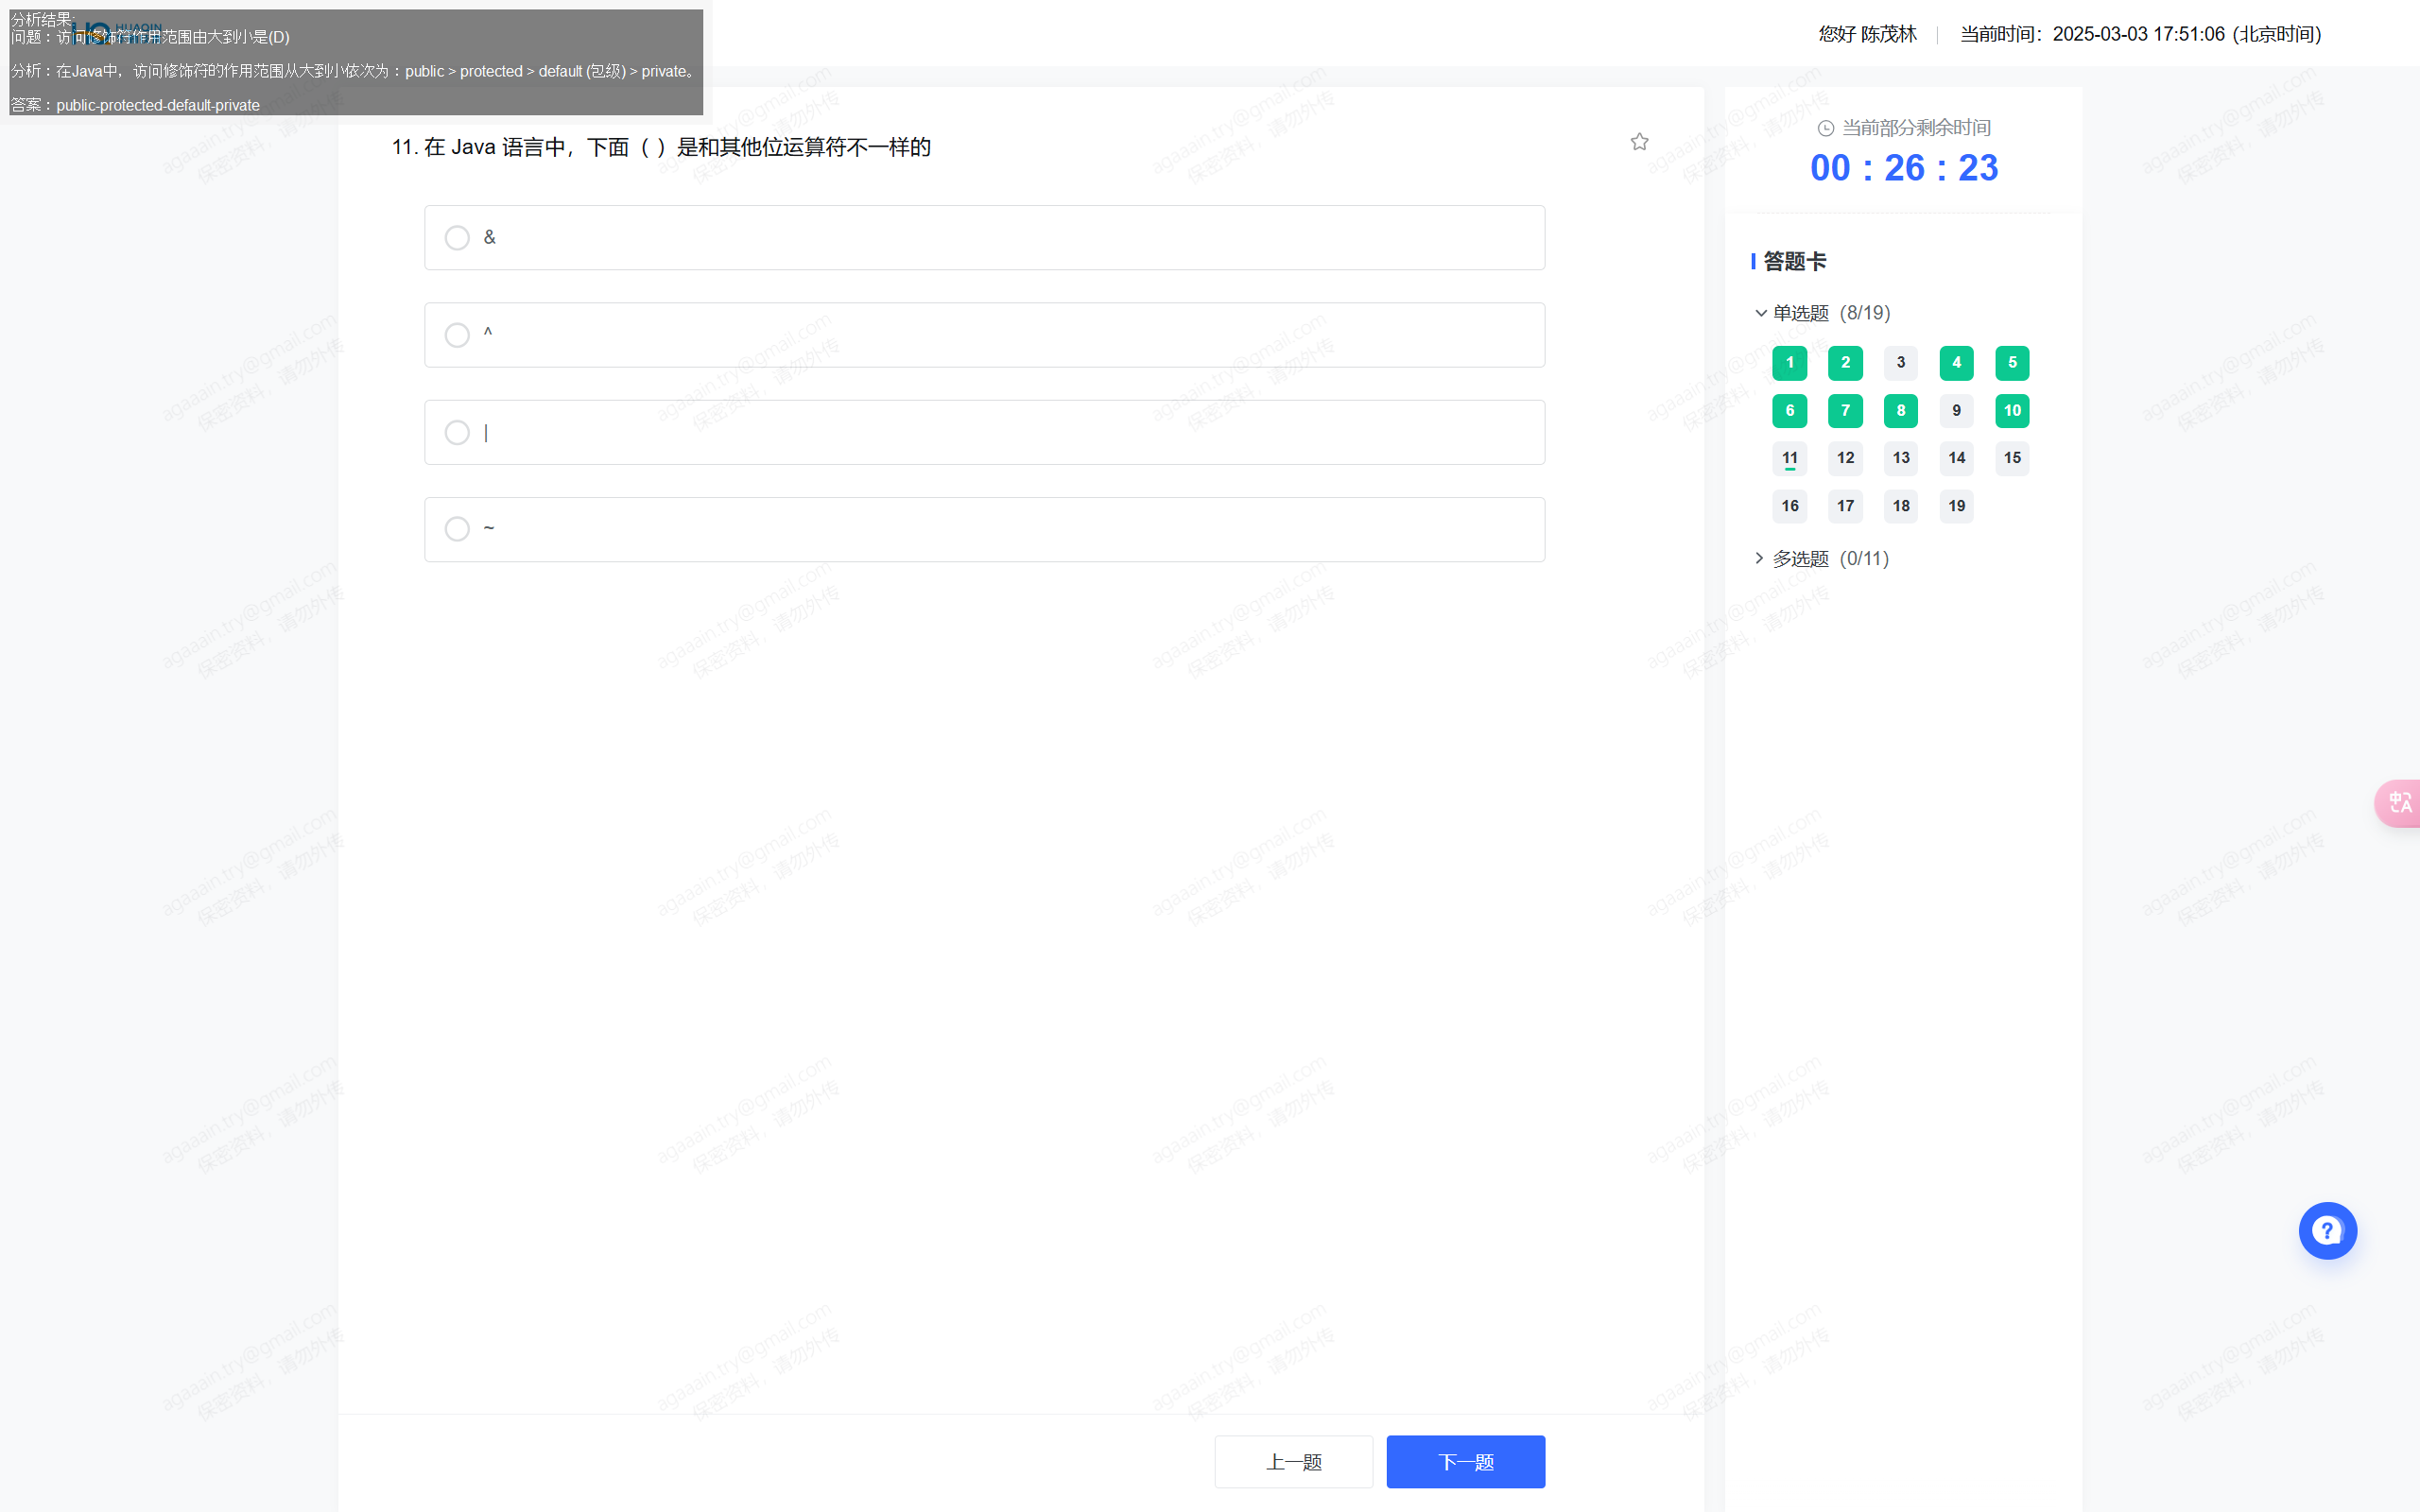 分析结果:
HUAQIN
问题：访问修饰符作用范围由大到小是(D)
分析：在Java中，访问修饰符的作用范围从大到小依次为：public > protected > default (包级) > private。
答案：public-protected-default-private
您好 陈茂林
当前时间：2025-03-03 17:51:06 (北京时间)
11. 在 Java 语言中，下面（ ）是和其他位运算符不一样的
&
^
|
~
上一题
下一题
当前部分剩余时间
00 : 26 : 23
答题卡
单选题（8/19）
1 2 3 4 5
6 7 8 9 10
11 12 13 14 15
16 17 18 19
多选题（0/11）
中A
?
agaaain.try@gmail.com
保密资料，请勿外传